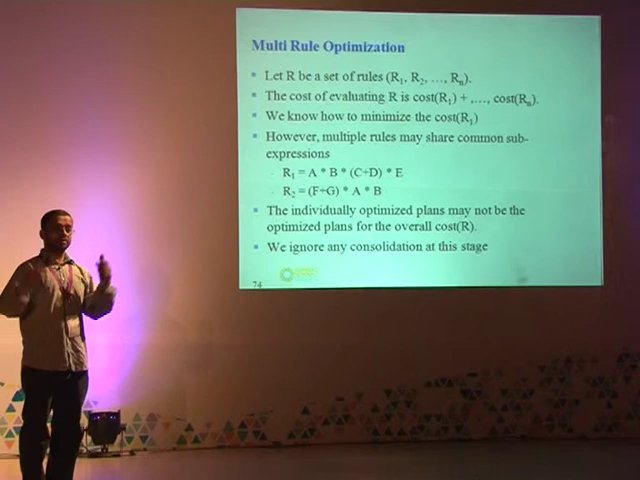 Multi Rule Optimization
Let R be a set of rules (R₁, R₂, …, Rₙ).
The cost of evaluating R is cost(R₁) + ,…, cost(Rₙ).
We know how to minimize the cost(R₁)
However, multiple rules may share common sub-
expressions
R₁ = A * B * (C+D) * E
R₂ = (F+G) * A * B
The individually optimized plans may not be the
optimized plans for the overall cost(R).
We ignore any consolidation at this stage
74